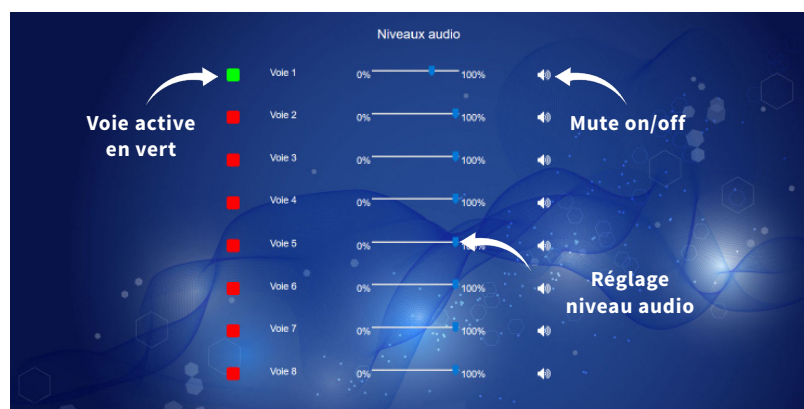 Niveaux audio
Voie 1 0% 100%
Voie active
en vert
Mute on/off
Voie 2 0% 100%
Voie 3 0% 100%
Voie 4 0% 100%
Voie 5 0% 100%
Réglage
niveau audio
Voie 6 0% 100%
Voie 7 0% 100%
Voie 8 0% 100%